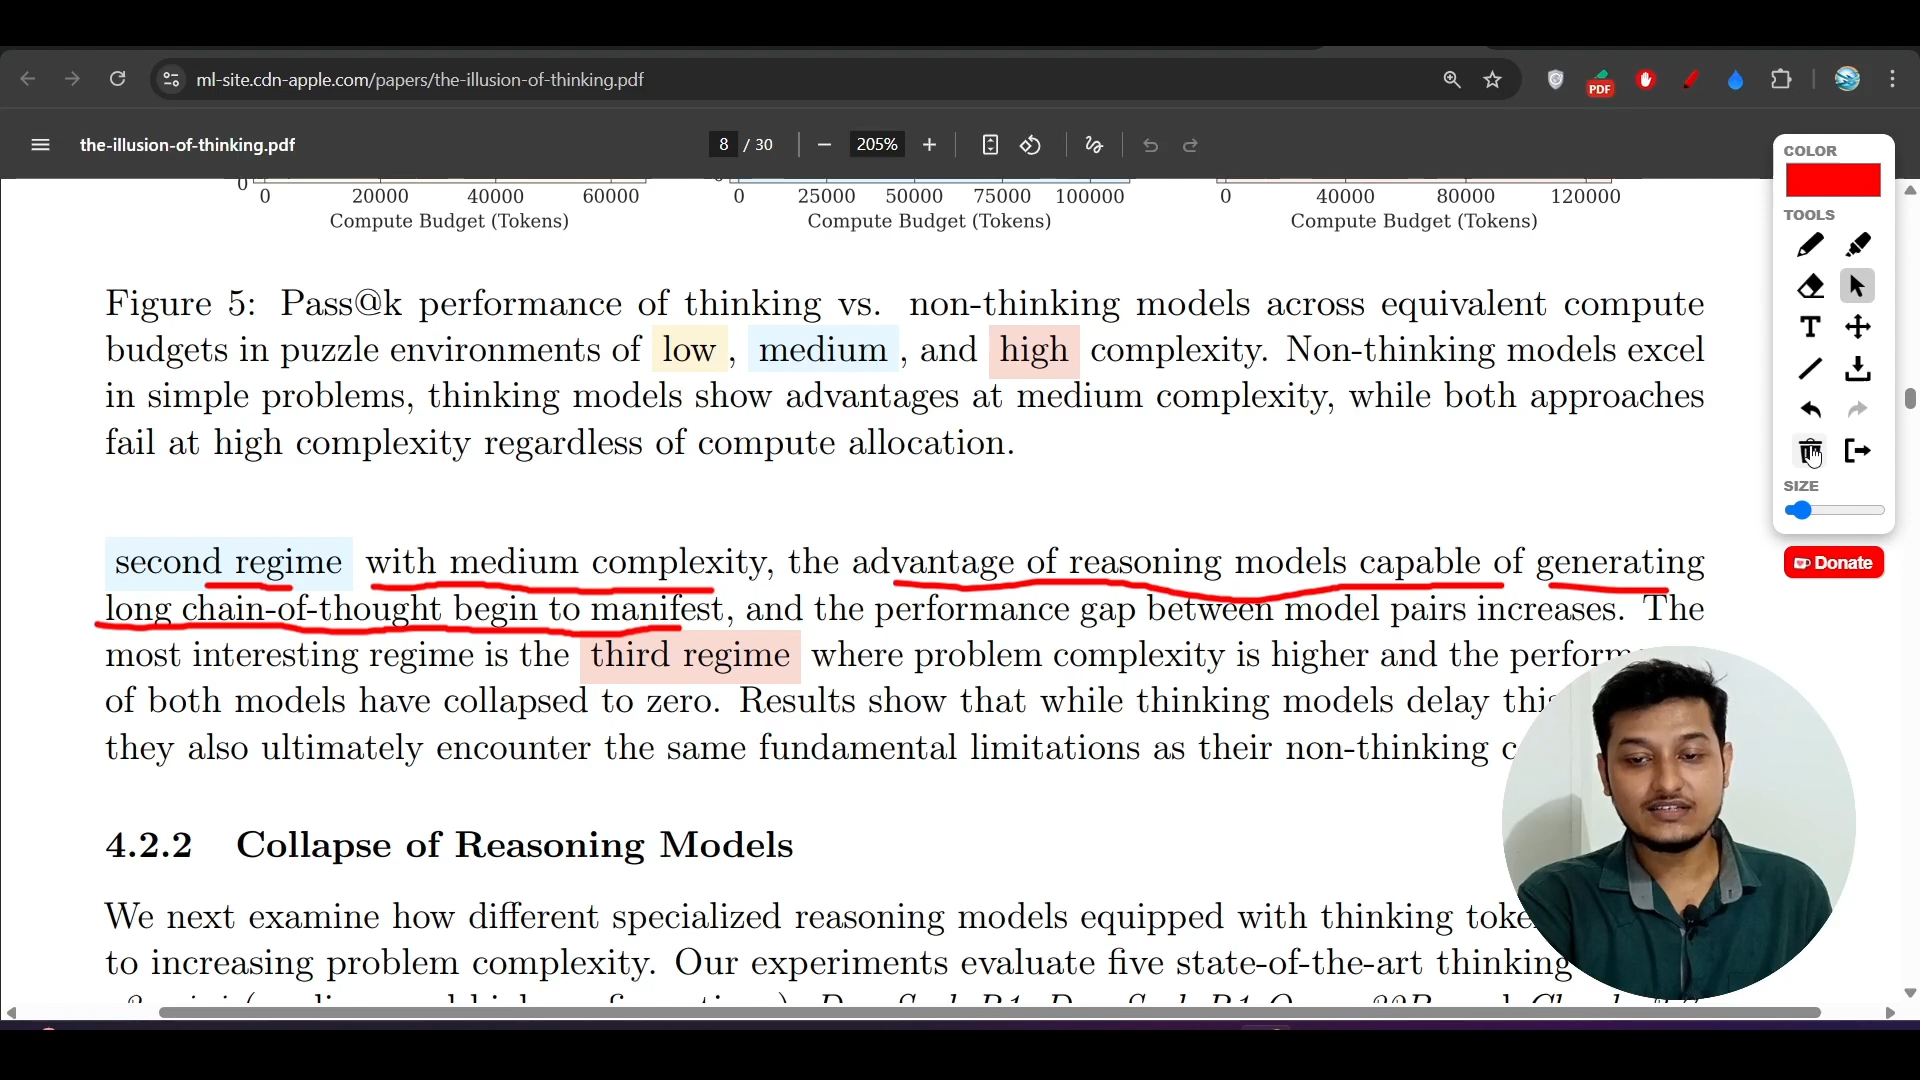 ml-site.cdn-apple.com/papers/the-illusion-of-thinking.pdf
PDF
the-illusion-of-thinking.pdf
8 / 30
205%
COLOR
TOOLS
T
SIZE
Donate
0
0 20000 40000 60000
0 25000 50000 75000 100000
0 40000 80000 120000
Compute Budget (Tokens)
Compute Budget (Tokens)
Compute Budget (Tokens)
Figure 5: Pass@k performance of thinking vs. non-thinking models across equivalent compute
budgets in puzzle environments of low , medium , and high complexity. Non-thinking models excel
in simple problems, thinking models show advantages at medium complexity, while both approaches
fail at high complexity regardless of compute allocation.
second regime with medium complexity, the advantage of reasoning models capable of generating
long chain-of-thought begin to manifest, and the performance gap between model pairs increases. The
most interesting regime is the third regime where problem complexity is higher and the
of both models have collapsed to zero. Results show that while thinking models delay
they also ultimately encounter the same fundamental limitations as their non-thinking
4.2.2 Collapse of Reasoning Models
We next examine how different specialized reasoning models equipped with thinking
to increasing problem complexity. Our experiments evaluate five state-of-the-art thinking